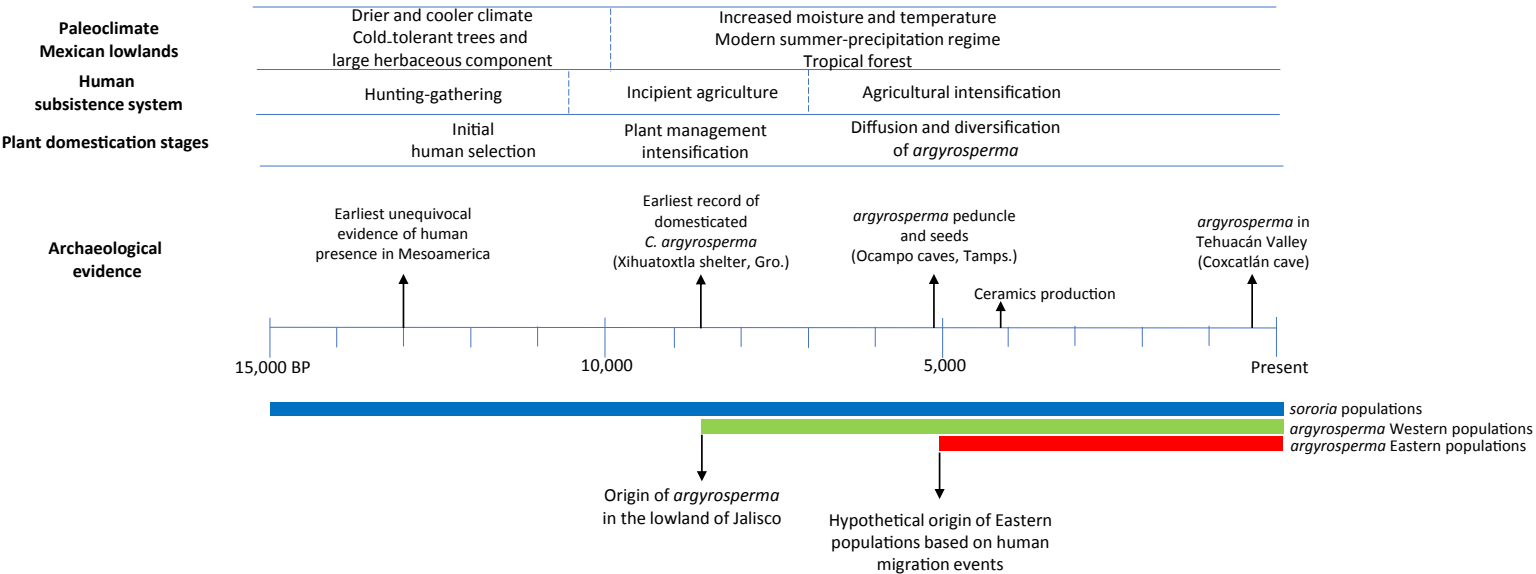 Paleoclimate
Mexican lowlands
Drier and cooler climate
Cold-tolerant trees and
large herbaceous component
Increased moisture and temperature
Modern summer-precipitation regime
Tropical forest
Human
subsistence system
Hunting-gathering
Incipient agriculture
Agricultural intensification
Plant domestication stages
Initial
human selection
Plant management
intensification
Diffusion and diversification
of argyrosperma
Archaeological
evidence
Earliest unequivocal
evidence of human
presence in Mesoamerica
Earliest record of
domesticated
C. argyrosperma
(Xihuatoxtla shelter, Gro.)
argyrosperma peduncle
and seeds
(Ocampo caves, Tamps.)
Ceramics production
argyrosperma in
Tehuacán Valley
(Coxcatlán cave)
15,000 BP
10,000
5,000
Present
sororia populations
argyrosperma Western populations
argyrosperma Eastern populations
Origin of argyrosperma
in the lowland of Jalisco
Hypothetical origin of Eastern
populations based on human
migration events